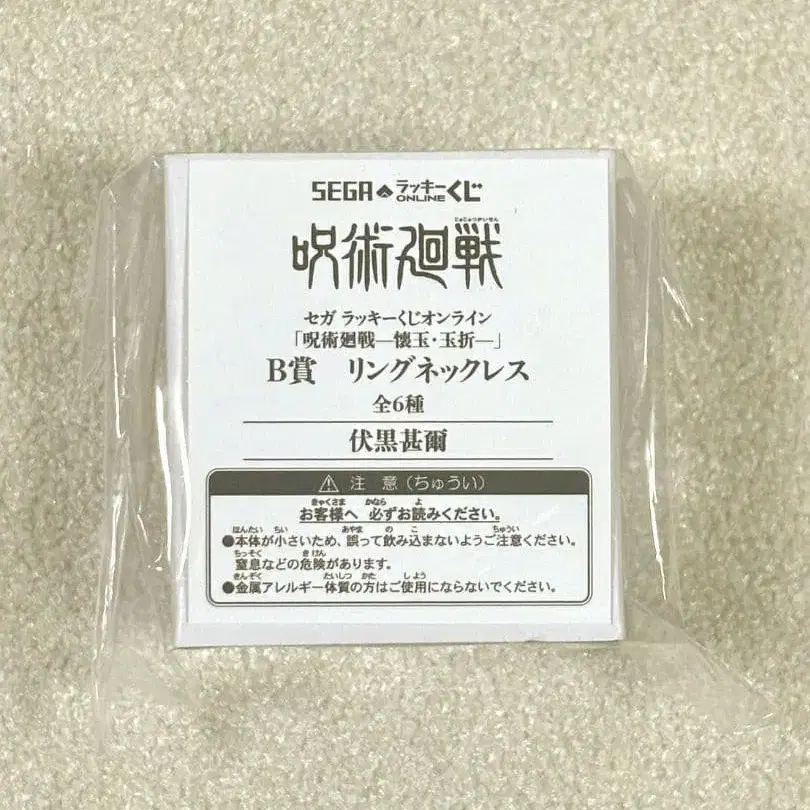 SEGA ラッキーくじ ONLINE
じゅじゅつかいせん
呪術廻戦
セガ ラッキーくじオンライン
「呪術廻戦―懐玉・玉折―」
B賞 リングネックレス
全6種
伏黒甚爾
注 意(ちゅうい)
きゃくさま かなら よ
お客様へ 必ずお読みください。
ほんたい ちい あやま の こ ちゅうい
●本体が小さいため、誤って飲み込まないようご注意ください。
ちっそく きけん
窒息などの危険があります。
きんぞく たいしつ かた しよう
●金属アレルギー体質の方はご使用にならないでください。